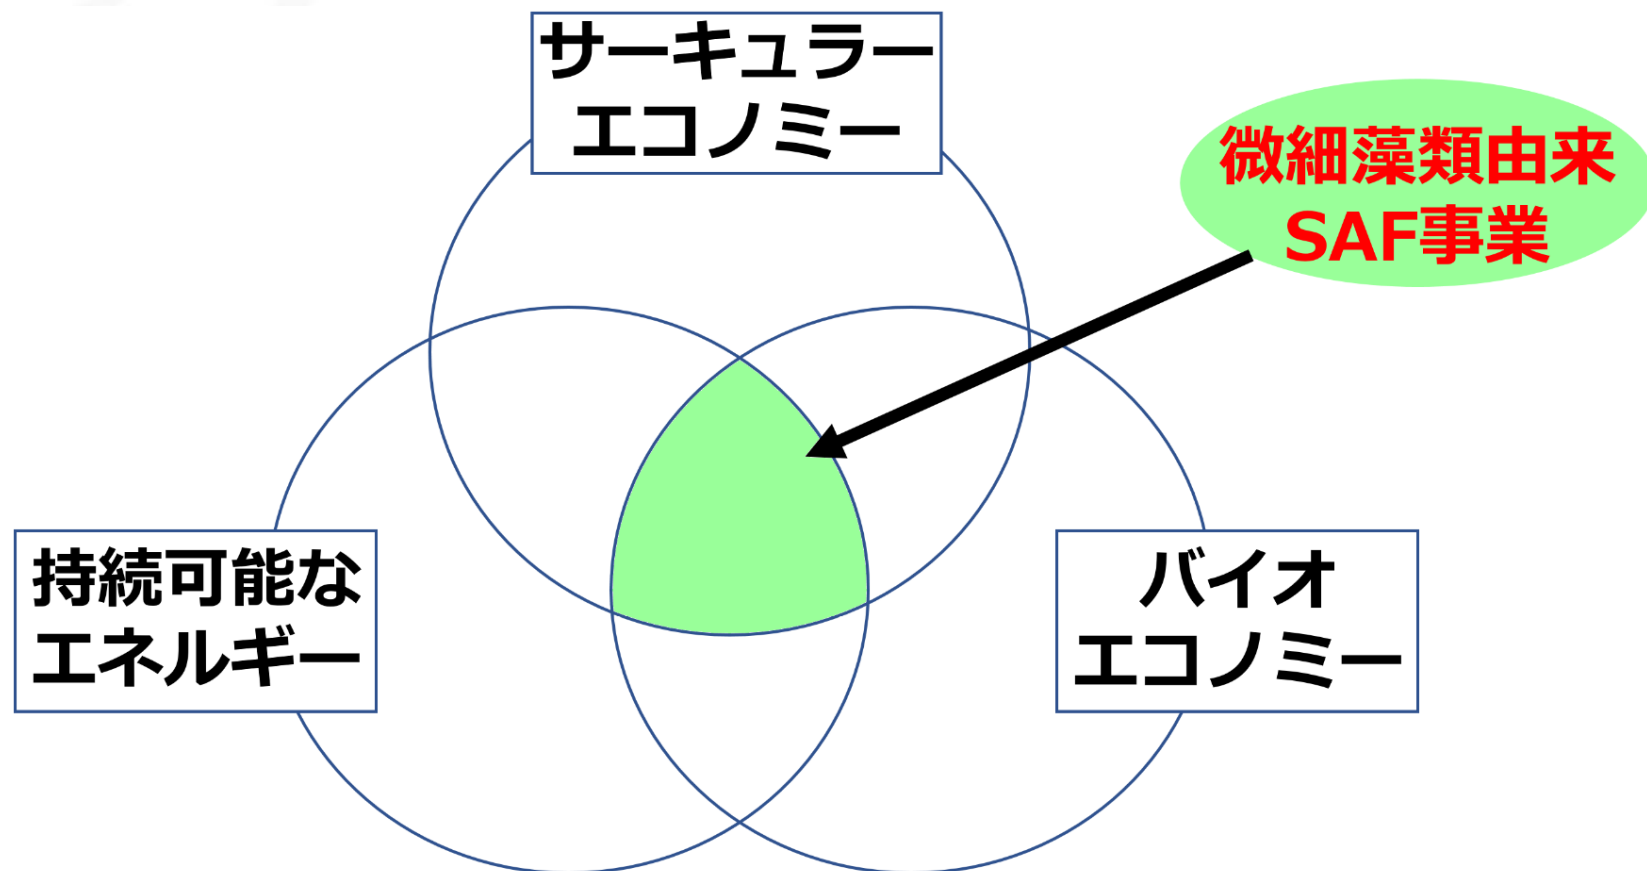 サーキュラー
エコノミー
微細藻類由来
SAF事業
持続可能な
エネルギー
バイオ
エコノミー